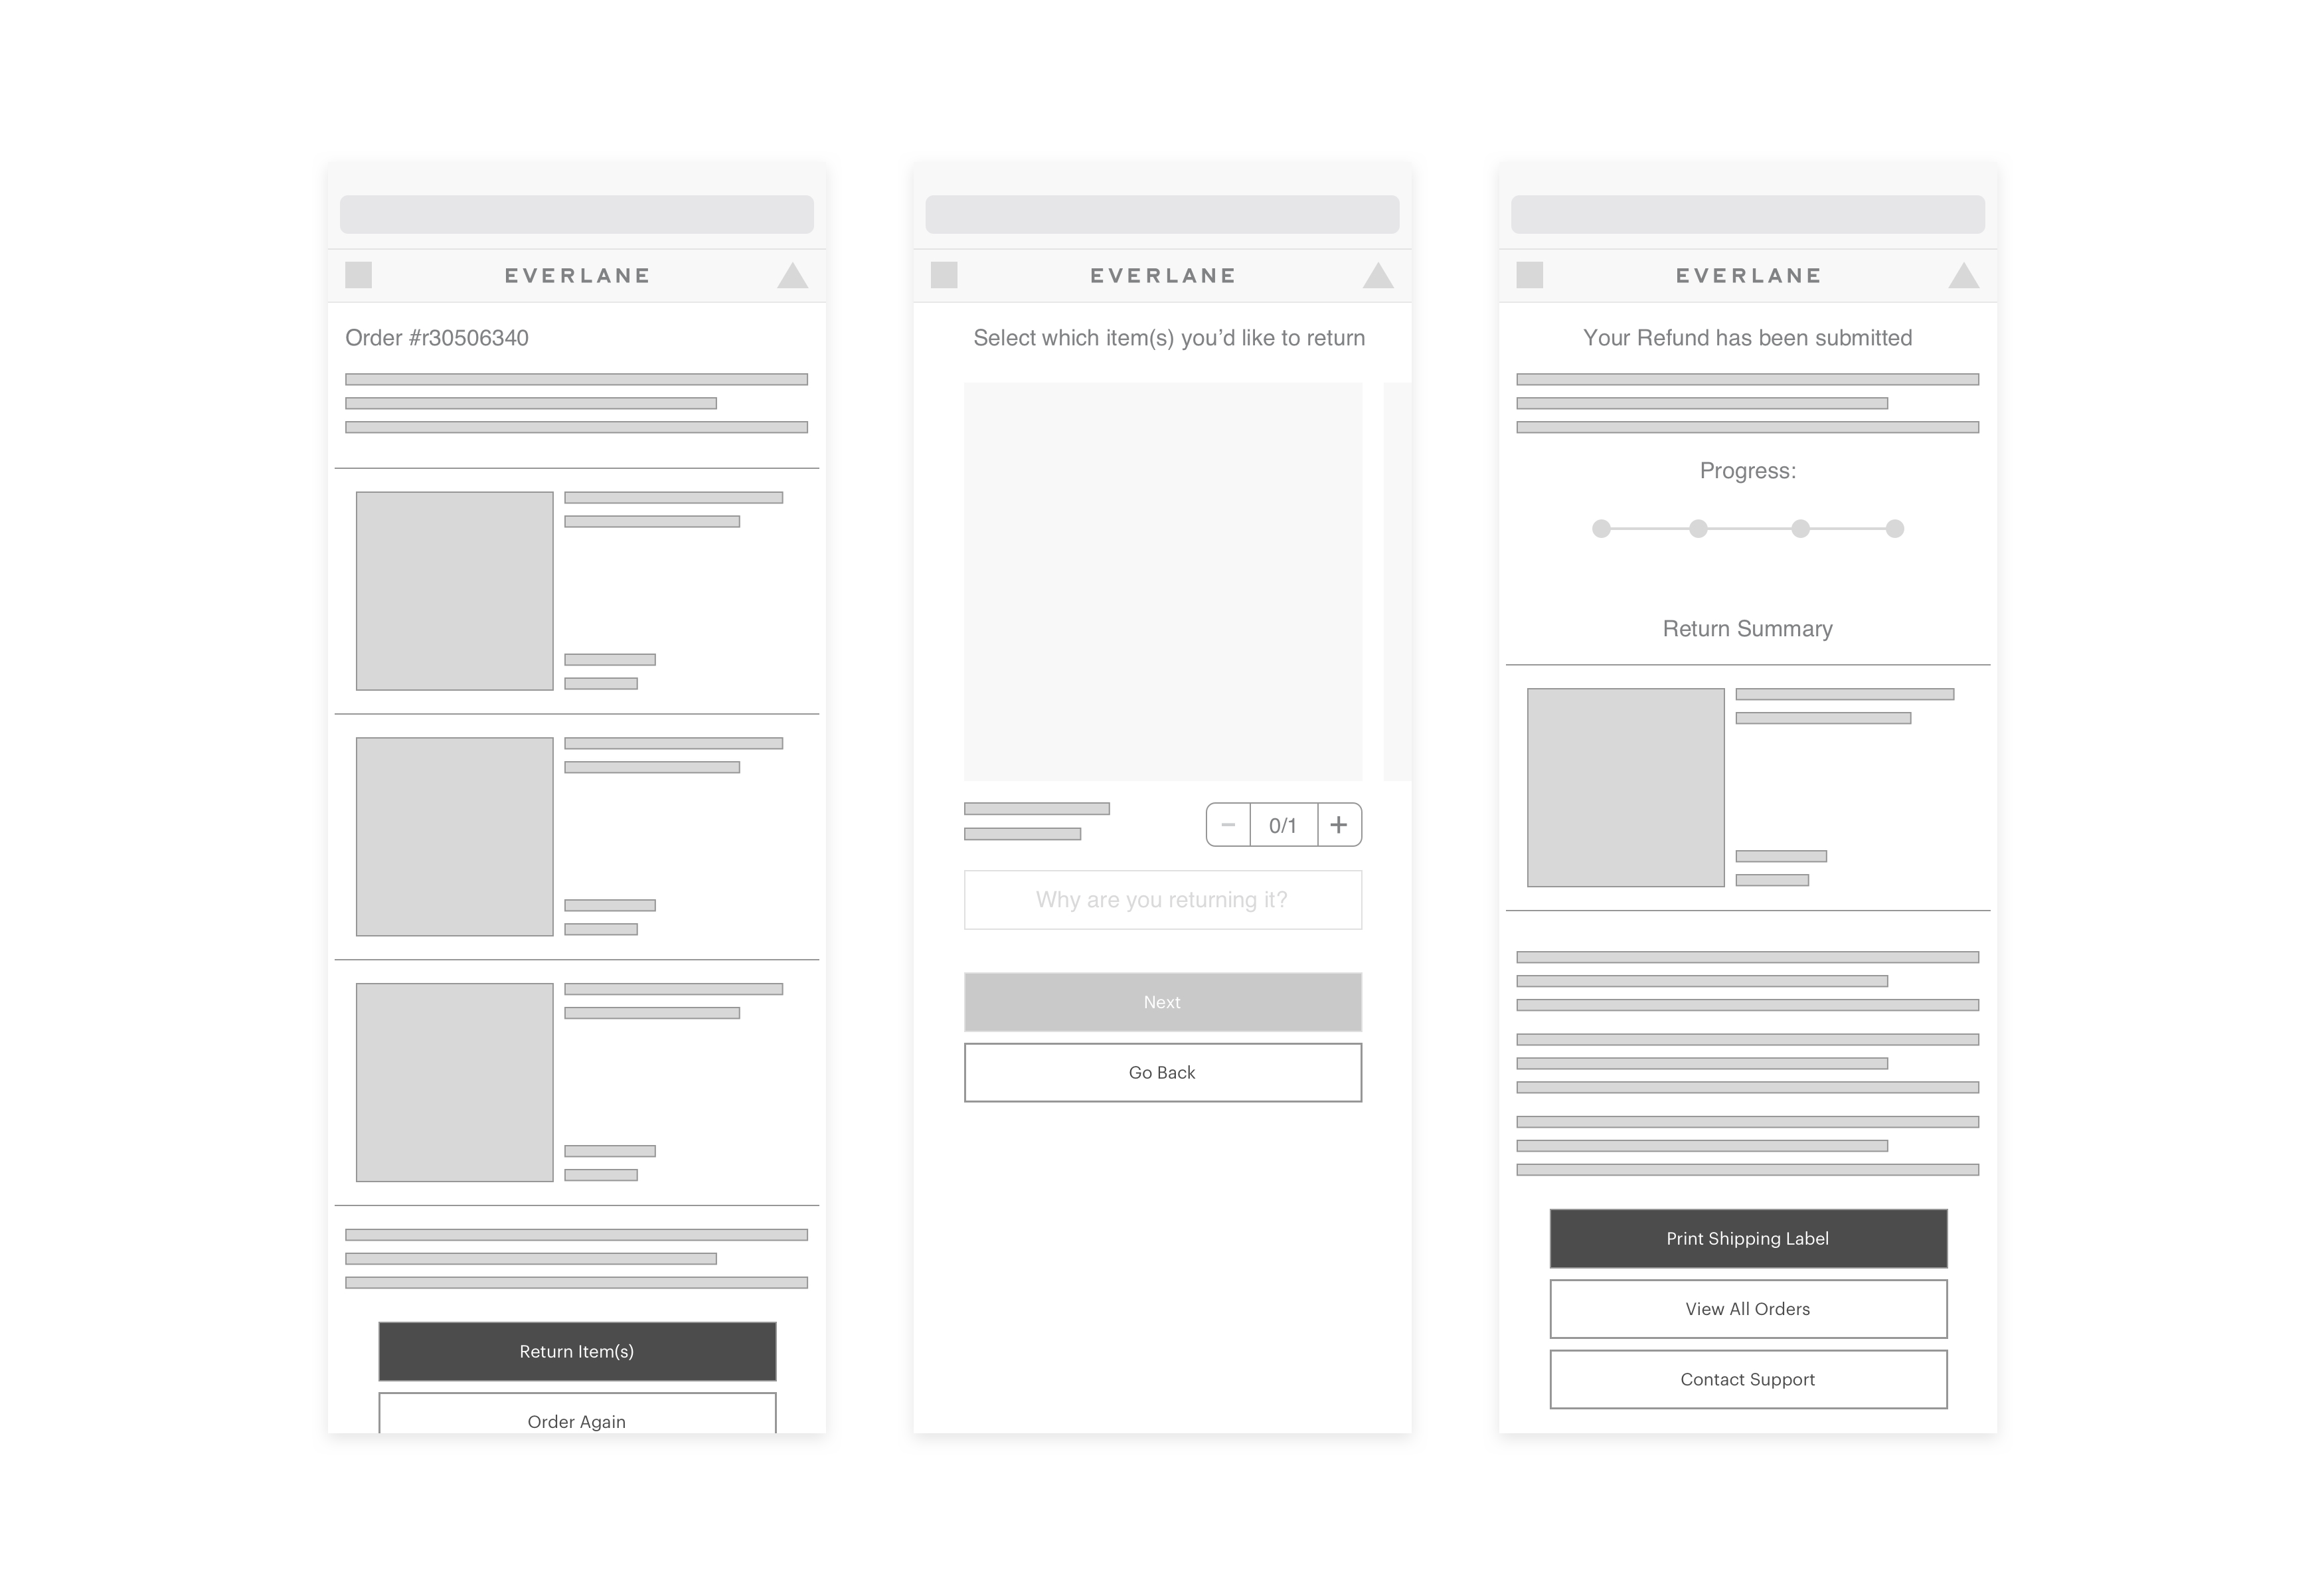 EVERLANE
Order #r30506340
Return Item(s)
Order Again
EVERLANE
Select which item(s) you’d like to return
− 0/1 +
Why are you returning it?
Next
Go Back
EVERLANE
Your Refund has been submitted
Progress:
Return Summary
Print Shipping Label
View All Orders
Contact Support